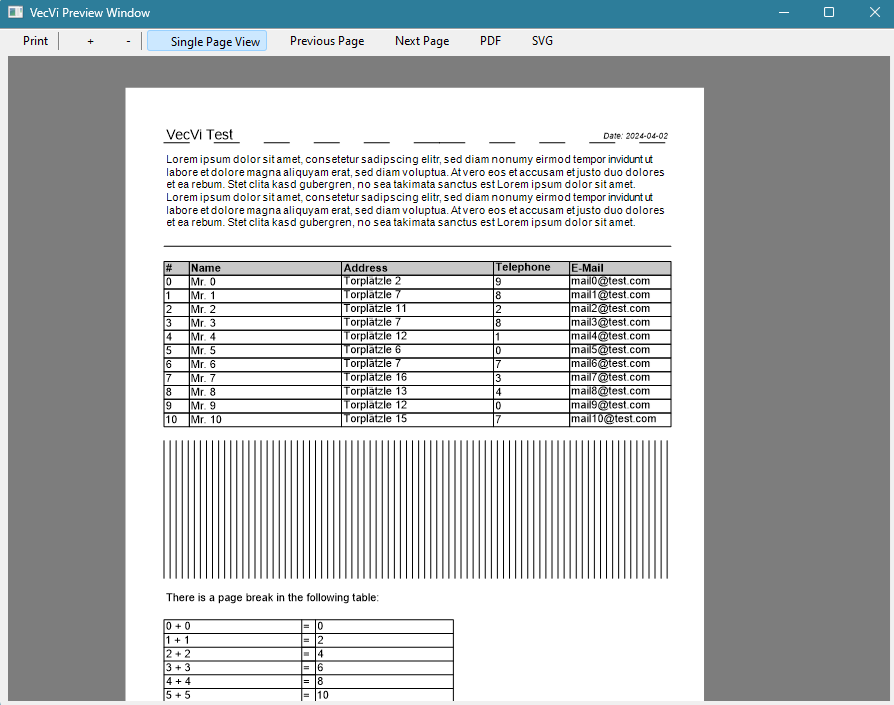 VecVi Preview Window
Print + - Single Page View Previous Page Next Page PDF SVG
VecVi Test Date: 2024-04-02
Lorem ipsum dolor sit amet, consetetur sadipscing elitr, sed diam nonumy eirmod tempor invidunt ut
labore et dolore magna aliquyam erat, sed diam voluptua. At vero eos et accusam et justo duo dolores
et ea rebum. Stet clita kasd gubergren, no sea takimata sanctus est Lorem ipsum dolor sit amet.
Lorem ipsum dolor sit amet, consetetur sadipscing elitr, sed diam nonumy eirmod tempor invidunt ut
labore et dolore magna aliquyam erat, sed diam voluptua. At vero eos et accusam et justo duo dolores
et ea rebum. Stet clita kasd gubergren, no sea takimata sanctus est Lorem ipsum dolor sit amet.
# Name Address Telephone E-Mail
0 Mr. 0 Torplätzle 2 9 mail0@test.com
1 Mr. 1 Torplätzle 7 8 mail1@test.com
2 Mr. 2 Torplätzle 11 2 mail2@test.com
3 Mr. 3 Torplätzle 7 8 mail3@test.com
4 Mr. 4 Torplätzle 12 1 mail4@test.com
5 Mr. 5 Torplätzle 6 0 mail5@test.com
6 Mr. 6 Torplätzle 7 7 mail6@test.com
7 Mr. 7 Torplätzle 16 3 mail7@test.com
8 Mr. 8 Torplätzle 13 4 mail8@test.com
9 Mr. 9 Torplätzle 12 0 mail9@test.com
10 Mr. 10 Torplätzle 15 7 mail10@test.com
There is a page break in the following table:
0 + 0 = 0
1 + 1 = 2
2 + 2 = 4
3 + 3 = 6
4 + 4 = 8
5 + 5 = 10